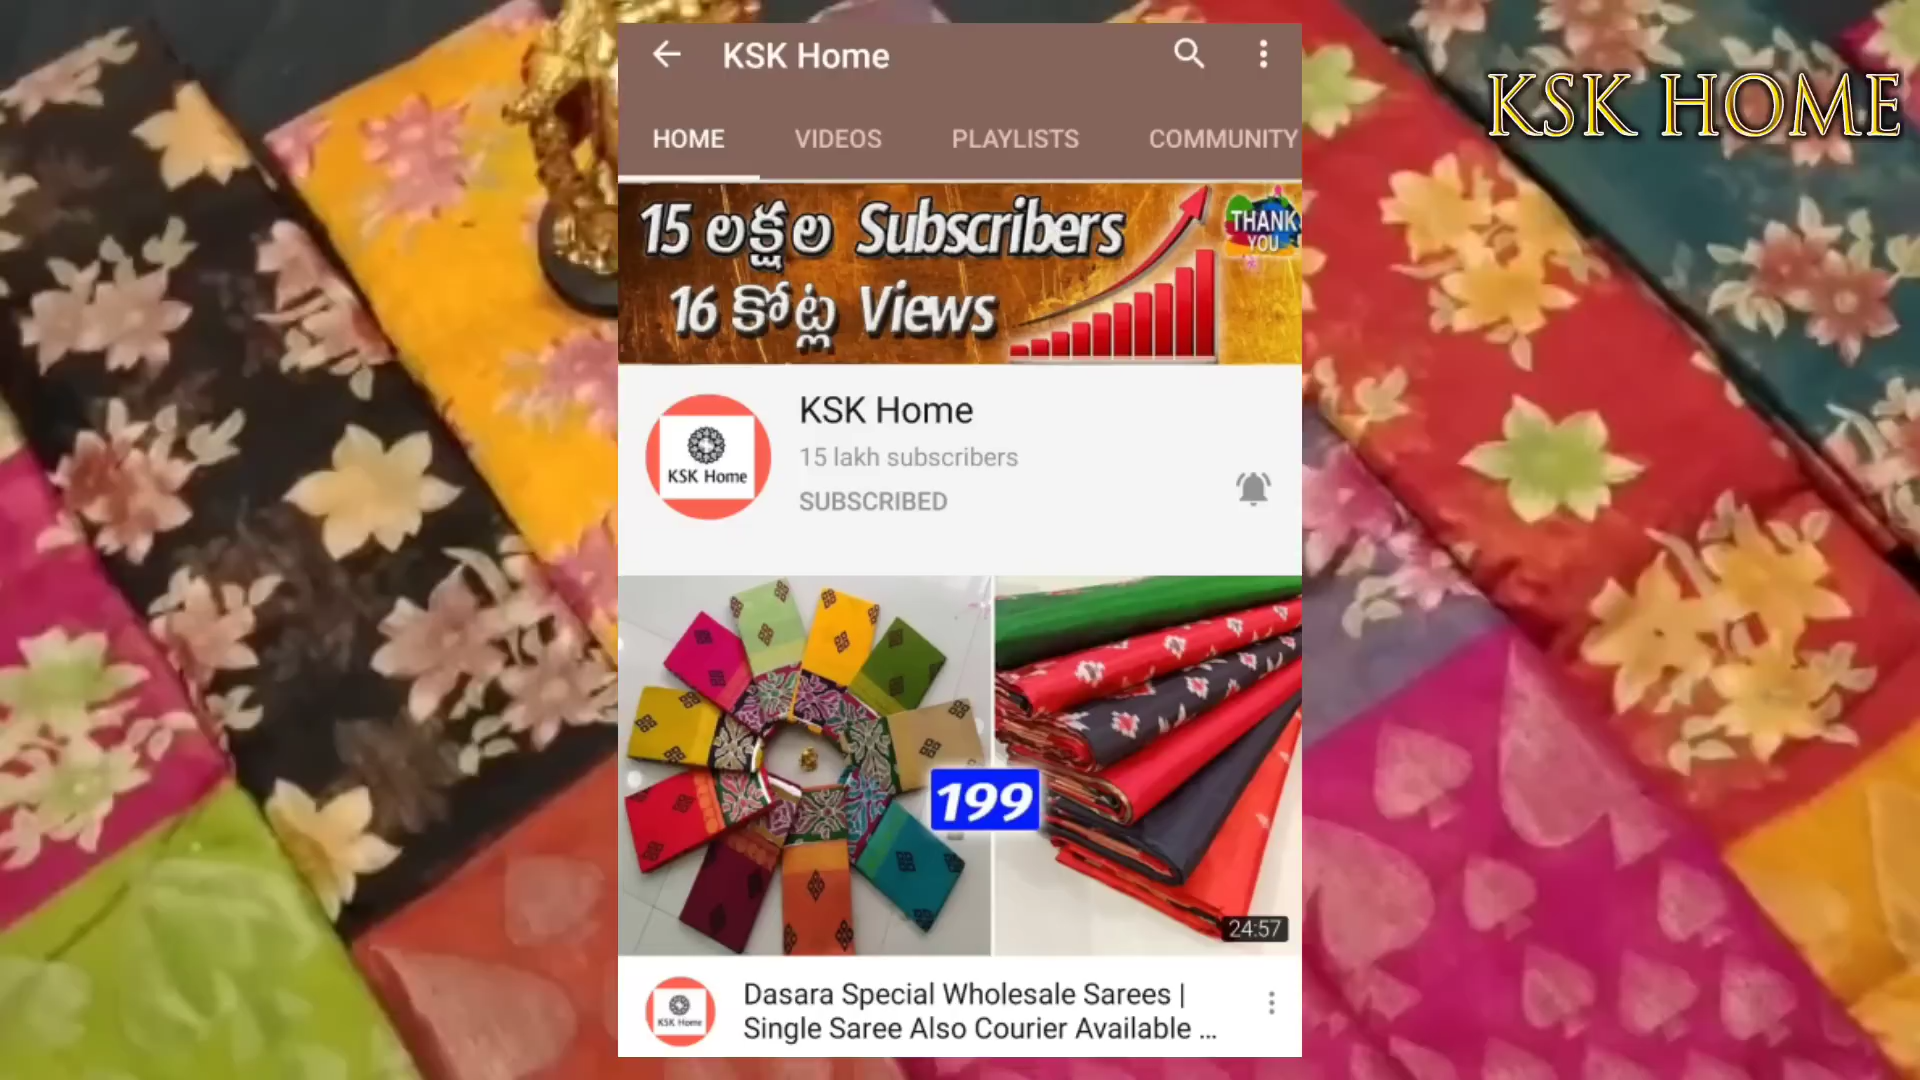 KSK Home
KSK HOME
HOME VIDEOS PLAYLISTS COMMUNITY
15 లక్షల Subscribers
THANK YOU
16 కోట్ల Views
KSK Home
15 lakh subscribers
KSK Home
SUBSCRIBED
199
24:57
Dasara Special Wholesale Sarees |
KSK Home
Single Saree Also Courier Available ...